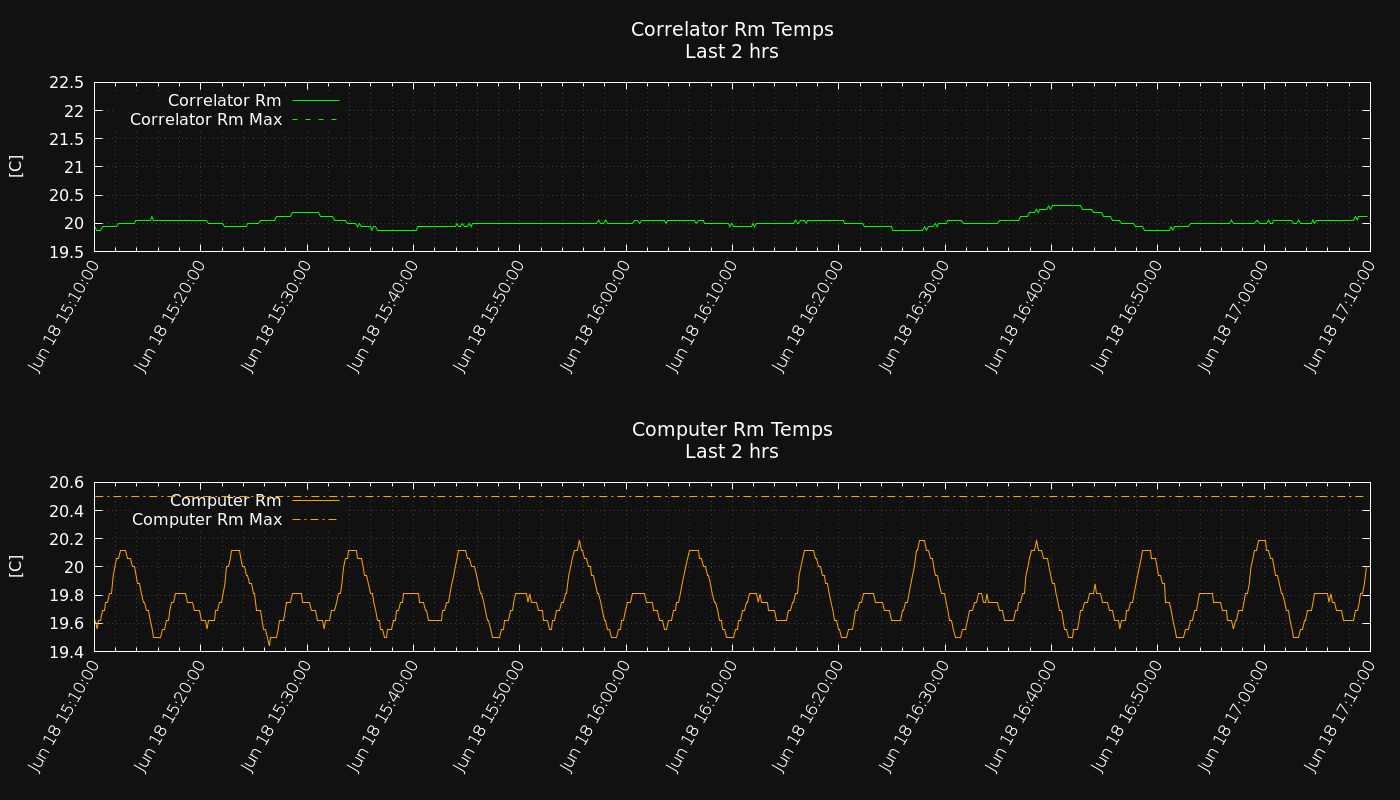 Correlator Rm Temps
Last 2 hrs
[C]
22.5
22
21.5
21
20.5
20
19.5
Correlator Rm
Correlator Rm Max
Jun 18 15:10:00
Jun 18 15:20:00
Jun 18 15:30:00
Jun 18 15:40:00
Jun 18 15:50:00
Jun 18 16:00:00
Jun 18 16:10:00
Jun 18 16:20:00
Jun 18 16:30:00
Jun 18 16:40:00
Jun 18 16:50:00
Jun 18 17:00:00
Jun 18 17:10:00
Computer Rm Temps
Last 2 hrs
[C]
20.6
20.4
20.2
20
19.8
19.6
19.4
Computer Rm
Computer Rm Max
Jun 18 15:10:00
Jun 18 15:20:00
Jun 18 15:30:00
Jun 18 15:40:00
Jun 18 15:50:00
Jun 18 16:00:00
Jun 18 16:10:00
Jun 18 16:20:00
Jun 18 16:30:00
Jun 18 16:40:00
Jun 18 16:50:00
Jun 18 17:00:00
Jun 18 17:10:00